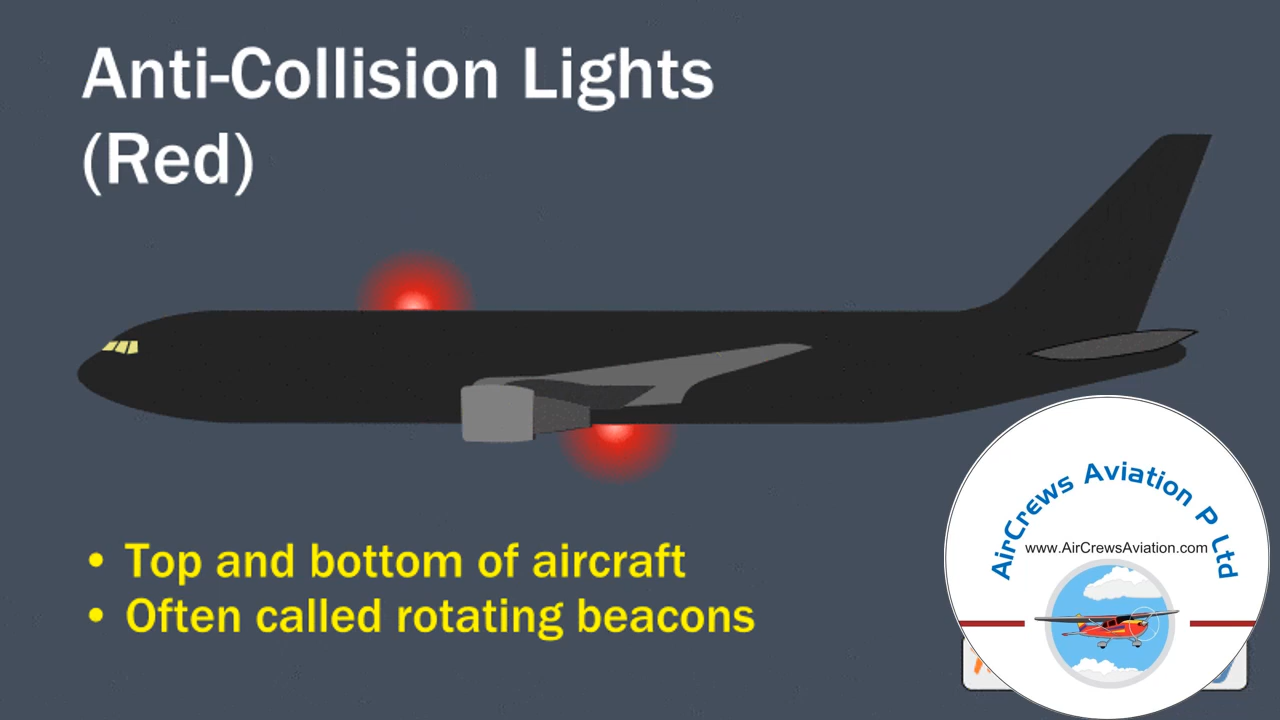 Anti-Collision Lights
(Red)
• Top and bottom of aircraft
• Often called rotating beacons
AirCrews Aviation P Ltd
www.AirCrewsAviation.com